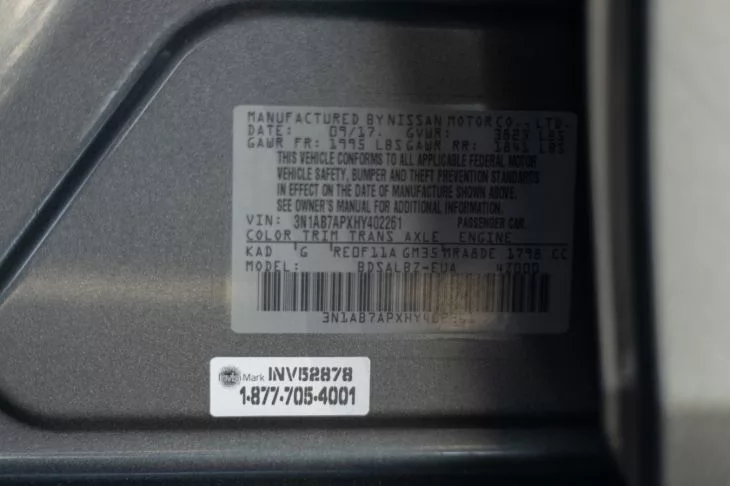 MANUFACTURED BY NISSAN MOTOR CO., LTD.
DATE: 09/17. GVWR: LBS
GAWR FR: 1995 LBS GAWR RR: LBS
THIS VEHICLE CONFORMS TO ALL APPLICABLE FEDERAL MOTOR
VEHICLE SAFETY, BUMPER AND THEFT PREVENTION STANDARDS
IN EFFECT ON THE DATE OF MANUFACTURE SHOWN ABOVE.
SEE OWNER'S MANUAL FOR ADDITIONAL INFORMATION.
VIN: 3N1AB7APXHY402261 PASSENGER CAR.
COLOR TRIM TRANS AXLE ENGINE
KAD G RE0F11A GM35 MRA8DE 1798 CC
MODEL: BDSALBZ-EUA
Mark INV52878
1-877-705-4001